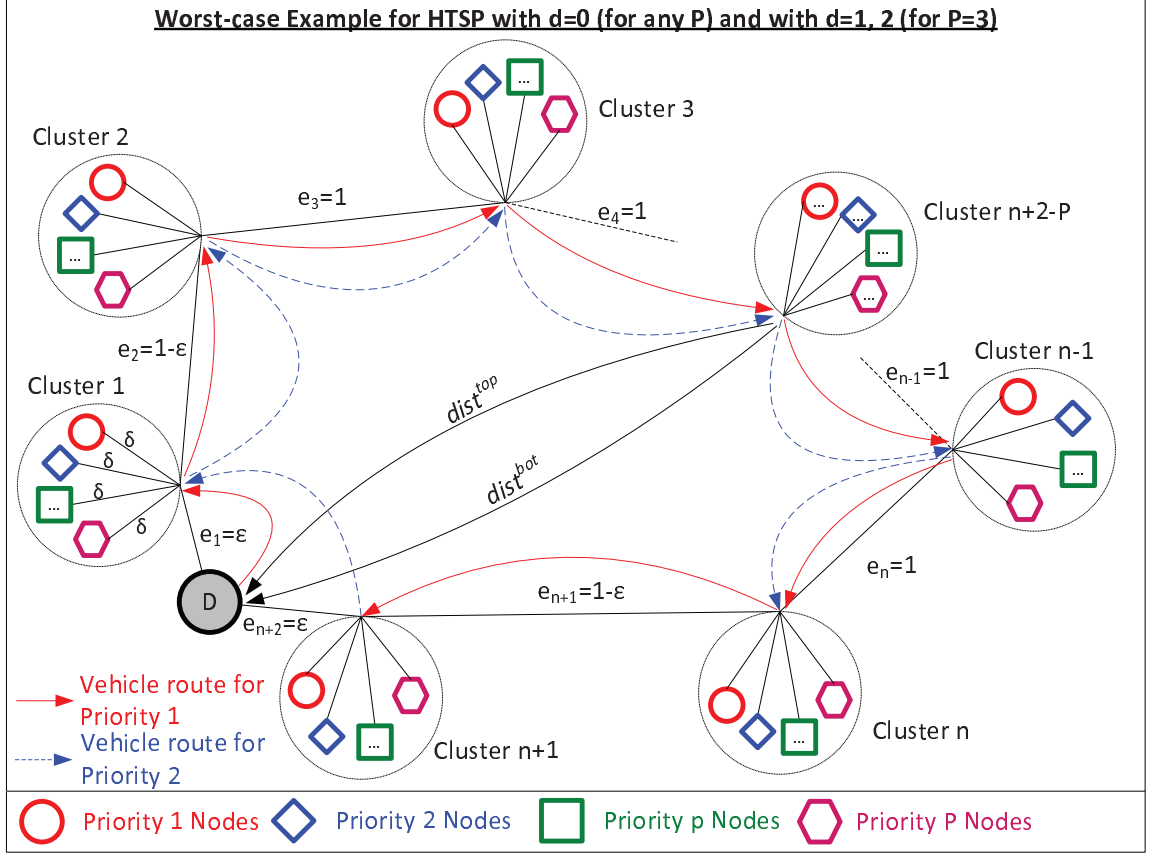 Worst-case Example for HTSP with d=0 (for any P) and with d=1, 2 (for P=3)
...
Cluster 3
Cluster 2
e3=1
e4=1
...
...
Cluster n+2-P
...
...
...
e2=1-ε
Cluster n-1
en-1=1
dist^top
Cluster 1
δ
δ
...
δ
δ
dist^bot
...
e1=ε
en=1
D
en+1=1-ε
en+2=ε
Vehicle route for
Priority 1
Vehicle route for
Priority 2
...
Cluster n+1
...
Cluster n
Priority 1 Nodes
Priority 2 Nodes
Priority p Nodes
Priority P Nodes